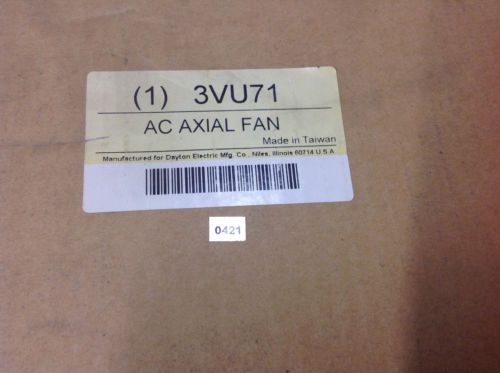 (1) 3VU71
AC AXIAL FAN
Made in Taiwan
Manufactured for Dayton Electric Mfg. Co., Niles, Illinois 60714 U.S.A
0421